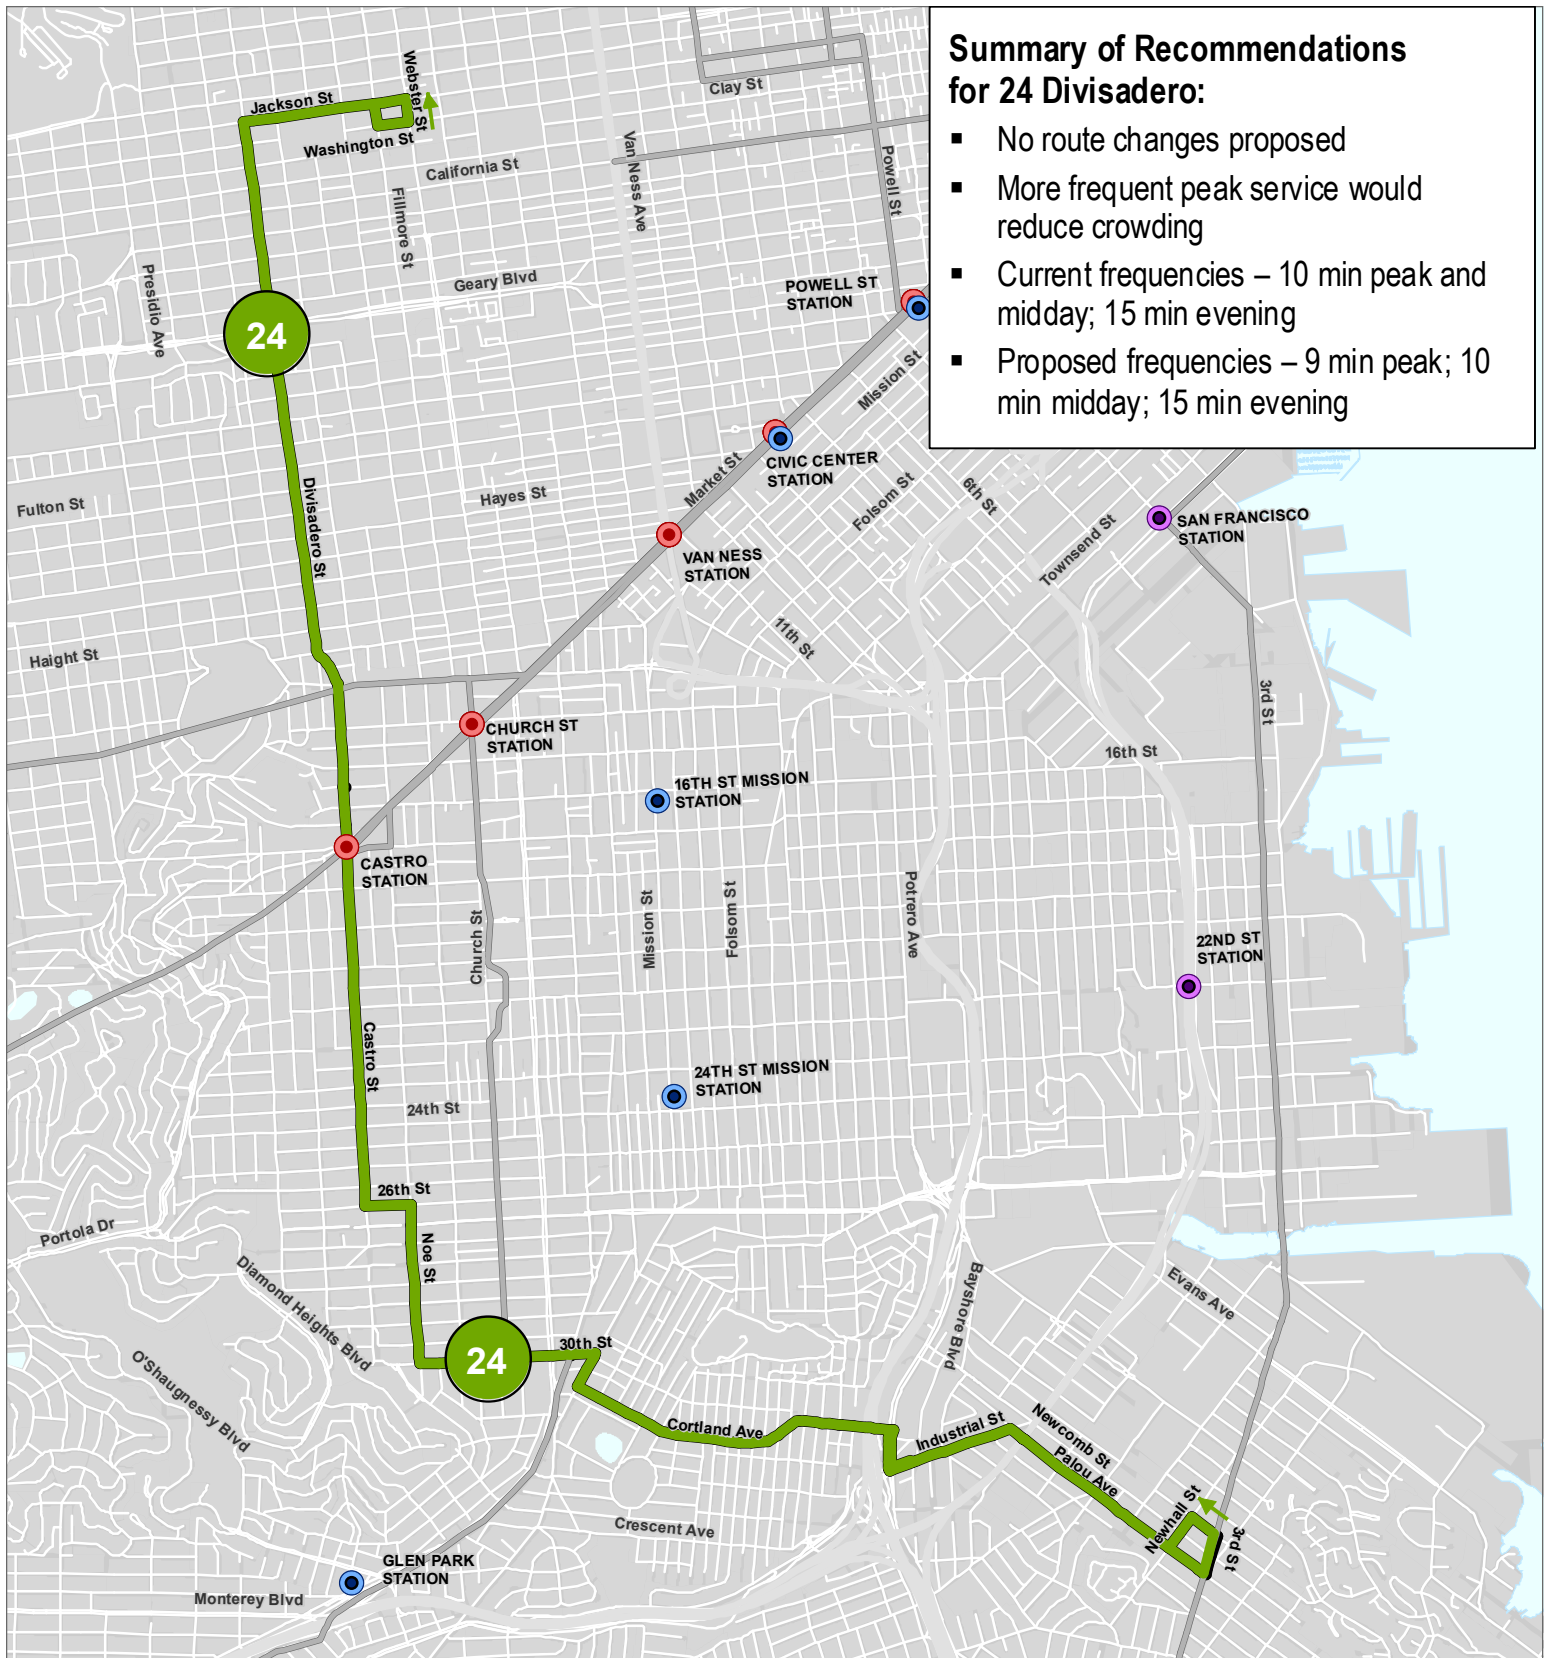 Summary of Recommendations
for 24 Divisadero:
▪ No route changes proposed
▪ More frequent peak service would
reduce crowding
▪ Current frequencies – 10 min peak and
midday; 15 min evening
▪ Proposed frequencies – 9 min peak; 10
min midday; 15 min evening
Webster St
Jackson St
Washington St
Clay St
California St
Van Ness Ave
Powell St
Fillmore St
Presidio Ave
Geary Blvd
POWELL ST
STATION
24
Mission St
Market St
CIVIC CENTER
STATION
Folsom St
6th St
Hayes St
Fulton St
Divisadero St
Townsend St
SAN FRANCISCO
STATION
VAN NESS
STATION
11th St
Haight St
3rd St
CHURCH ST
STATION
16th St
16TH ST MISSION
STATION
CASTRO
STATION
Church St
Mission St
Folsom St
Potrero Ave
22ND ST
STATION
Castro St
24TH ST MISSION
STATION
24th St
26th St
Portola Dr
Noe St
Diamond Heights Blvd
Bayshore Blvd
Evans Ave
O'Shaugnessy Blvd
24
30th St
Cortland Ave
Industrial St
Newcomb St
Palou Ave
Newhall St
3rd St
Crescent Ave
GLEN PARK
STATION
Monterey Blvd